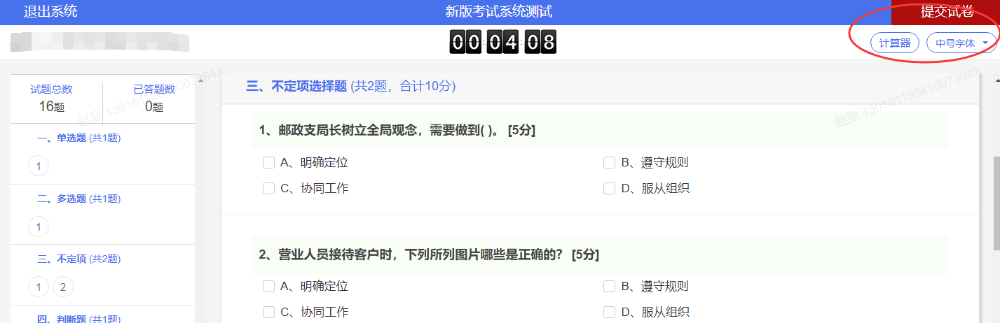 退出系统 新版考试系统测试 提交试卷
00:04:08 计算器 中号字体
试题总数 已答题数
16题 0题
一、单选题 (共1题)
1
二、多选题 (共1题)
1
三、不定项 (共2题)
1 2
四、判断题 (共1题)
三、不定项选择题 (共2题，合计10分)
1、邮政支局长树立全局观念，需要做到( )。 [5分]
A、明确定位 B、遵守规则
C、协同工作 D、服从组织
2、营业人员接待客户时，下列所列图片哪些是正确的？ [5分]
A、明确定位 B、遵守规则
C、协同工作 D、服从组织
赵亚 13018119841007394X
赵亚 13018119841007394X